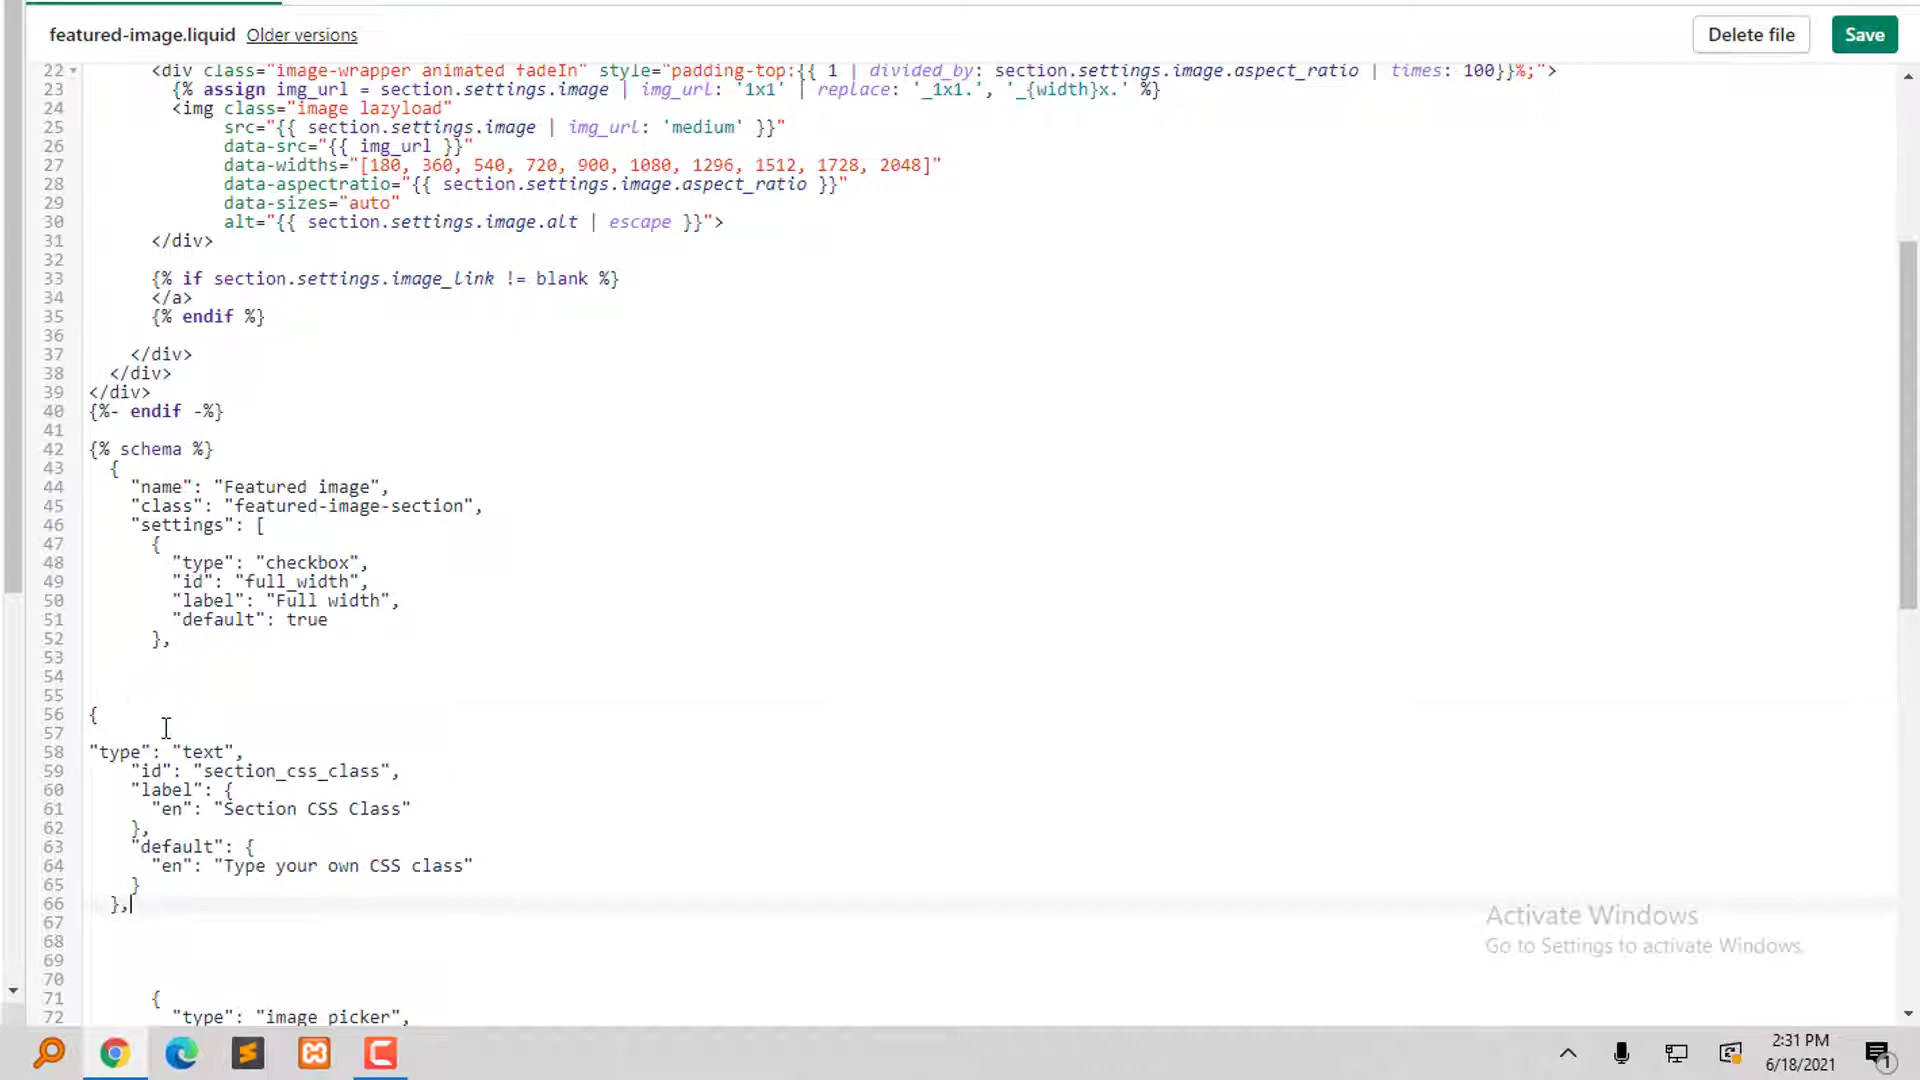 featured-image.liquid Older versions Delete file Save
22 <div class="image-wrapper animated fadeIn" style="padding-top:{{ 1 | divided_by: section.settings.image.aspect_ratio | times: 100}}%;">
23 {% assign img_url = section.settings.image | img_url: '1x1' | replace: '_1x1.', '_{width}x.' %}
24 <img class="image lazyload"
25 src="{{ section.settings.image | img_url: 'medium' }}"
26 data-src="{{ img_url }}"
27 data-widths="[180, 360, 540, 720, 900, 1080, 1296, 1512, 1728, 2048]"
28 data-aspectratio="{{ section.settings.image.aspect_ratio }}"
29 data-sizes="auto"
30 alt="{{ section.settings.image.alt | escape }}">
31 </div>
32
33 {% if section.settings.image_link != blank %}
34 </a>
35 {% endif %}
36
37 </div>
38 </div>
39 </div>
40 {%- endif -%}
41
42 {% schema %}
43 {
44 "name": "Featured image",
45 "class": "featured-image-section",
46 "settings": [
47 {
48 "type": "checkbox",
49 "id": "full_width",
50 "label": "Full width",
51 "default": true
52 },
53
54
55
56 {
57
58 "type": "text",
59 "id": "section_css_class",
60 "label": {
61 "en": "Section CSS Class"
62 },
63 "default": {
64 "en": "Type your own CSS class"
65 }
66 },
67
68
69
70
71 {
72 "type": "image_picker",
Activate Windows
Go to Settings to activate Windows.
2:31 PM
6/18/2021
1